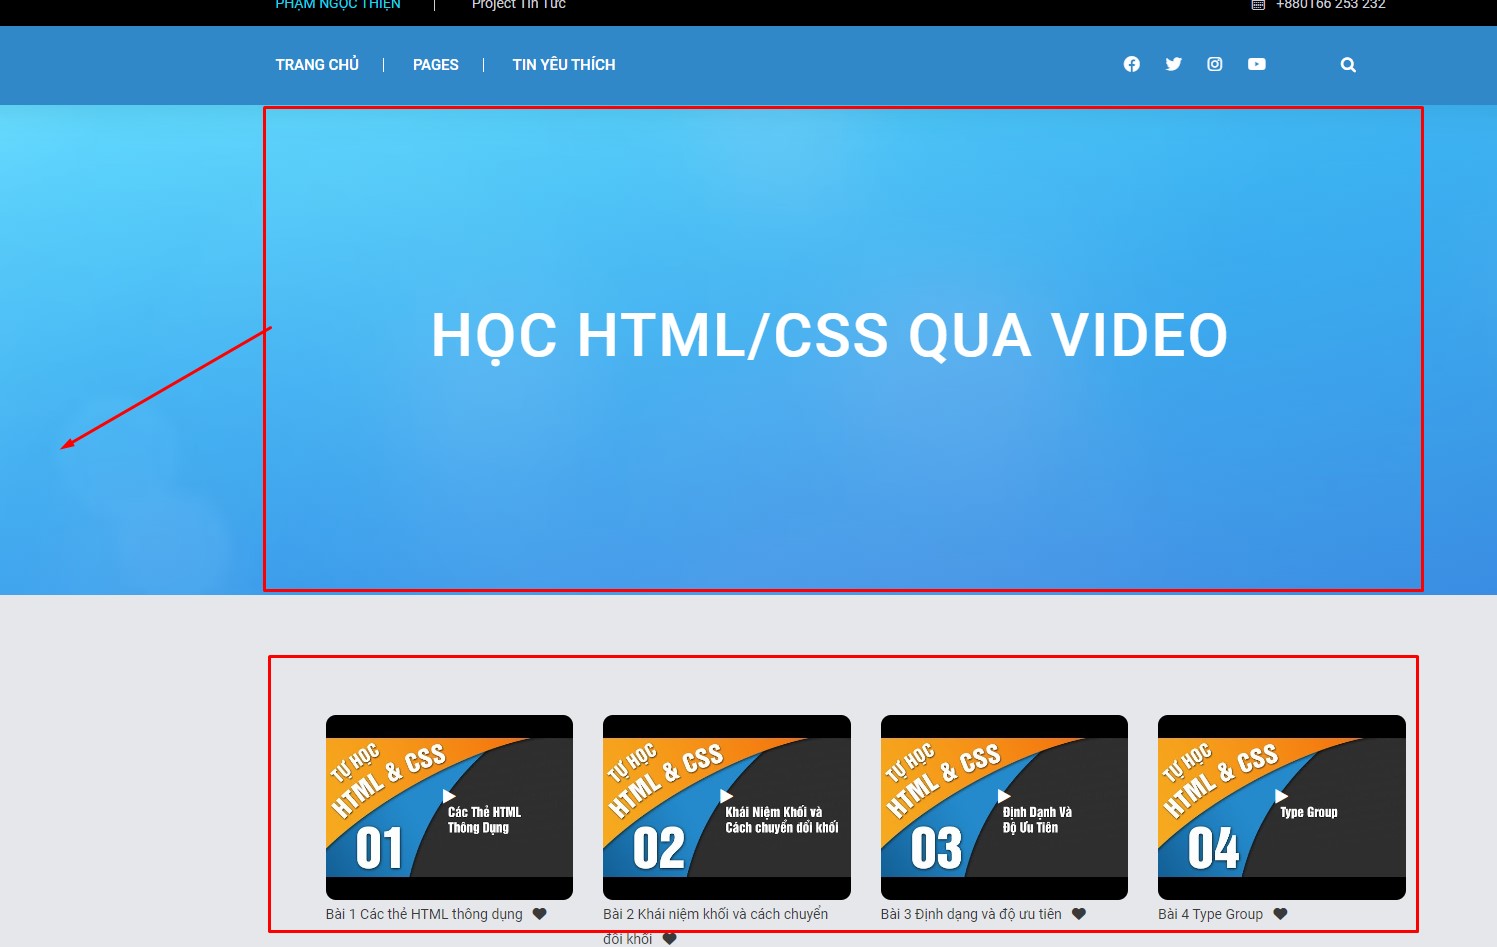 PHẠM NGỌC THIỆN | Project Tin Tức +880166 253 232
TRANG CHỦ | PAGES | TIN YÊU THÍCH
HỌC HTML/CSS QUA VIDEO
TỰ HỌC
HTML & CSS
Các Thẻ HTML
Thông Dụng
01
TỰ HỌC
HTML & CSS
Khái Niệm Khối và
Cách chuyển dổi khối
02
TỰ HỌC
HTML & CSS
Định Dạng Và
Độ Ưu Tiên
03
TỰ HỌC
HTML & CSS
Type Group
04
Bài 1 Các thẻ HTML thông dụng
Bài 2 Khái niệm khối và cách chuyển
đổi khối
Bài 3 Định dạng và độ ưu tiên
Bài 4 Type Group